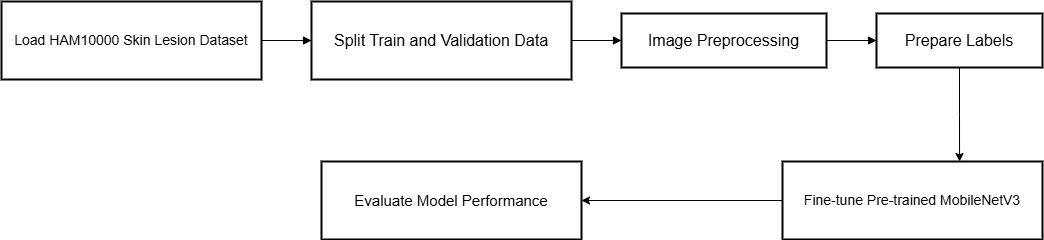 Load HAM10000 Skin Lesion Dataset
Split Train and Validation Data
Image Preprocessing
Prepare Labels
Fine-tune Pre-trained MobileNetV3
Evaluate Model Performance